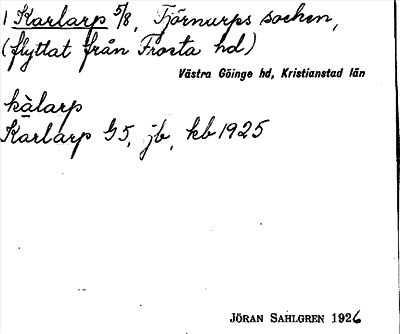 1 Karlarp 5/8, Tjörnarps socken,
(flyttat från Frosta hd)
Västra Göinge hd, Kristianstad län
kàlarp
Karlarp G5, jb, kb 1925
JÖRAN SAHLGREN 1926